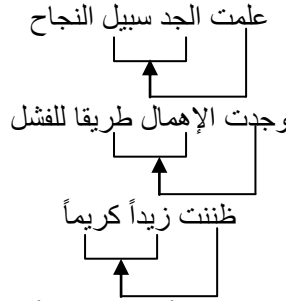 علمت الجد سبيل النجاح
وجدت الإهمال طريقا للفشل
ظننت زيداً كريماً